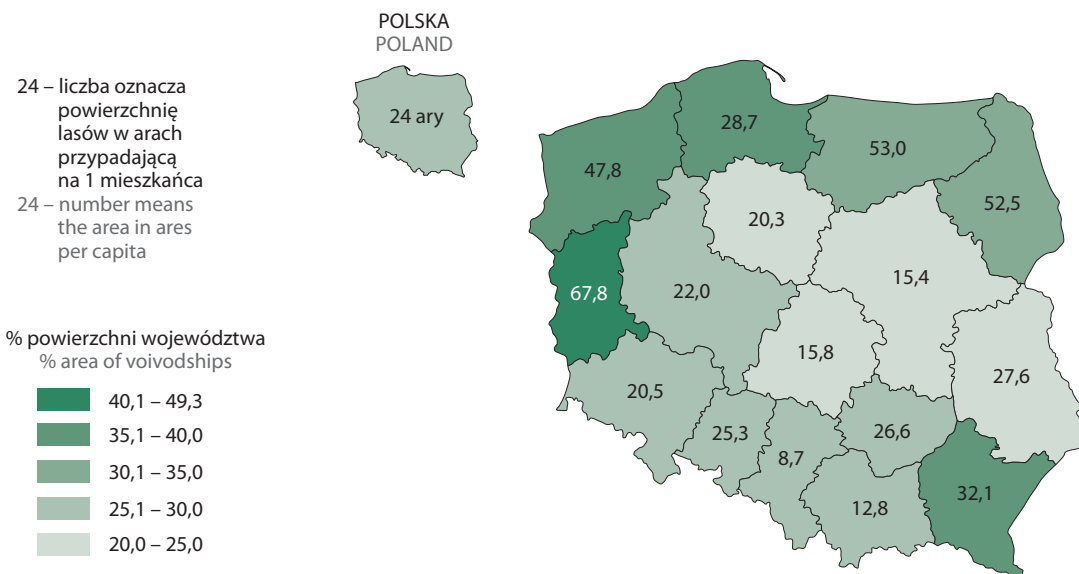 POLSKA
POLAND
24 ary
24 – liczba oznacza
powierzchnię
lasów w arach
przypadającą
na 1 mieszkańca
24 – number means
the area in ares
per capita
% powierzchni województwa
% area of voivodships
40,1 – 49,3
35,1 – 40,0
30,1 – 35,0
25,1 – 30,0
20,0 – 25,0
28,7
53,0
47,8
52,5
20,3
15,4
67,8
22,0
15,8
27,6
20,5
25,3
26,6
8,7
32,1
12,8